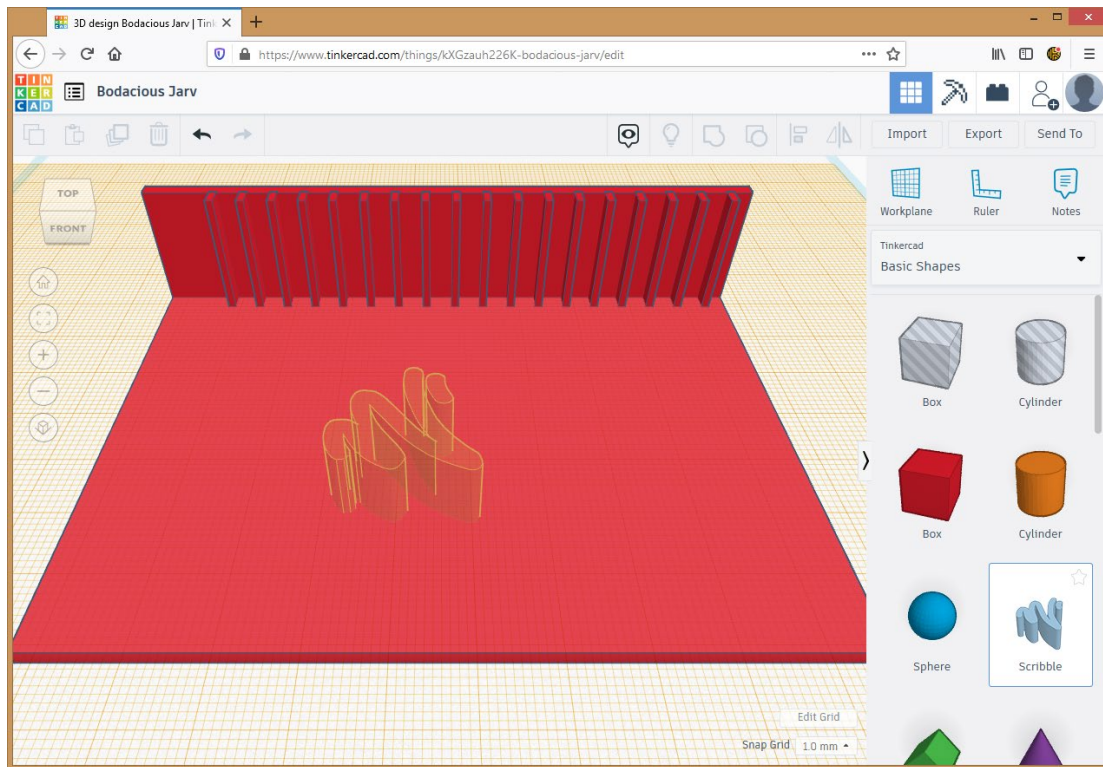 3D design Bodacious Jarv | Tink
https://www.tinkercad.com/things/kXGzauh226K-bodacious-jarv/edit
TIN
KER
CAD
Bodacious Jarv
Import Export Send To
TOP
FRONT
Workplane Ruler Notes
Tinkercad
Basic Shapes
Box Cylinder
Box Cylinder
Sphere Scribble
Edit Grid
Snap Grid 1.0 mm